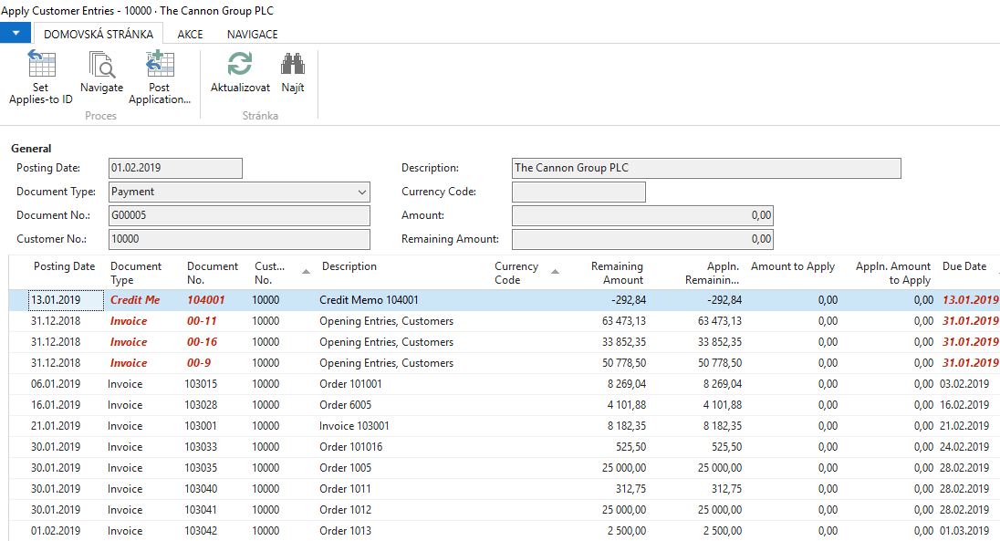 Apply Customer Entries - 10000 · The Cannon Group PLC
DOMOVSKÁ STRÁNKA AKCE NAVIGACE
Set Applies-to ID
Navigate
Post Application...
Aktualizovat
Najít
Proces
Stránka
General
Posting Date: 01.02.2019 Description: The Cannon Group PLC
Document Type: Payment Currency Code:
Document No.: G00005 Amount: 0,00
Customer No.: 10000 Remaining Amount: 0,00
Posting Date Document Type Document No. Cust... No. Description Currency Code Remaining Amount Appln. Remainin... Amount to Apply Appln. Amount to Apply Due Date
13.01.2019 Credit Me 104001 10000 Credit Memo 104001 -292,84 -292,84 0,00 0,00 13.01.2019
31.12.2018 Invoice 00-11 10000 Opening Entries, Customers 63 473,13 63 473,13 0,00 0,00 31.01.2019
31.12.2018 Invoice 00-16 10000 Opening Entries, Customers 33 852,35 33 852,35 0,00 0,00 31.01.2019
31.12.2018 Invoice 00-9 10000 Opening Entries, Customers 50 778,50 50 778,50 0,00 0,00 31.01.2019
06.01.2019 Invoice 103015 10000 Order 101001 8 269,04 8 269,04 0,00 0,00 03.02.2019
16.01.2019 Invoice 103028 10000 Order 6005 4 101,88 4 101,88 0,00 0,00 16.02.2019
21.01.2019 Invoice 103001 10000 Invoice 103001 8 182,35 8 182,35 0,00 0,00 21.02.2019
30.01.2019 Invoice 103033 10000 Order 101016 525,50 525,50 0,00 0,00 24.02.2019
30.01.2019 Invoice 103035 10000 Order 1005 25 000,00 25 000,00 0,00 0,00 28.02.2019
30.01.2019 Invoice 103040 10000 Order 1011 312,75 312,75 0,00 0,00 28.02.2019
30.01.2019 Invoice 103041 10000 Order 1012 25 000,00 25 000,00 0,00 0,00 28.02.2019
01.02.2019 Invoice 103042 10000 Order 1013 2 500,00 2 500,00 0,00 0,00 01.03.2019